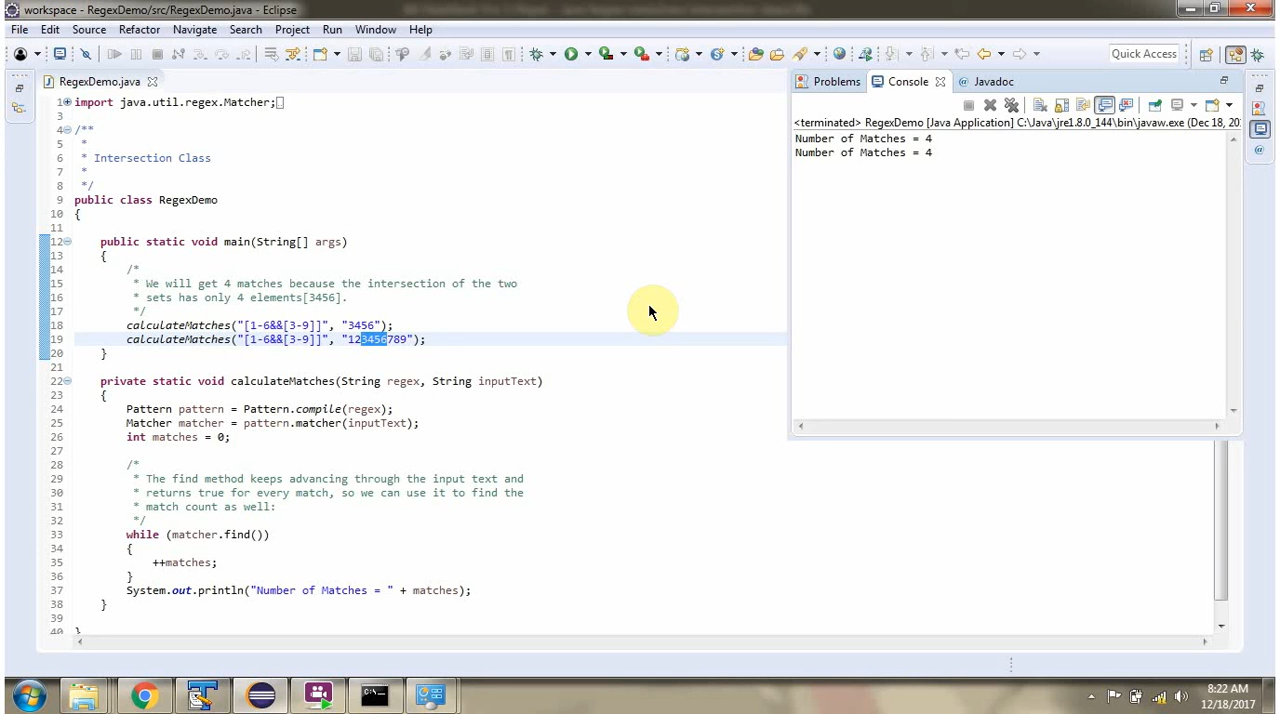 workspace - RegexDemo/src/RegexDemo.java - Eclipse
File Edit Source Refactor Navigate Search Project Run Window Help
Quick Access
RegexDemo.java
1 import java.util.regex.Matcher;
3
4 /**
5 *
6 * Intersection Class
7 *
8 */
9 public class RegexDemo
10 {
11
12 public static void main(String[] args)
13 {
14 /*
15 * We will get 4 matches because the intersection of the two
16 * sets has only 4 elements[3456].
17 */
18 calculateMatches("[1-6&&[3-9]]", "3456");
19 calculateMatches("[1-6&&[3-9]]", "123456789");
20 }
21
22 private static void calculateMatches(String regex, String inputText)
23 {
24 Pattern pattern = Pattern.compile(regex);
25 Matcher matcher = pattern.matcher(inputText);
26 int matches = 0;
27
28 /*
29 * The find method keeps advancing through the input text and
30 * returns true for every match, so we can use it to find the
31 * match count as well:
32 */
33 while (matcher.find())
34 {
35 ++matches;
36 }
37 System.out.println("Number of Matches = " + matches);
38 }
39
40 }
Problems Console Javadoc
<terminated> RegexDemo [Java Application] C:\Java\jre1.8.0_144\bin\javaw.exe (Dec 18, 20
Number of Matches = 4
Number of Matches = 4
8:22 AM
12/18/2017